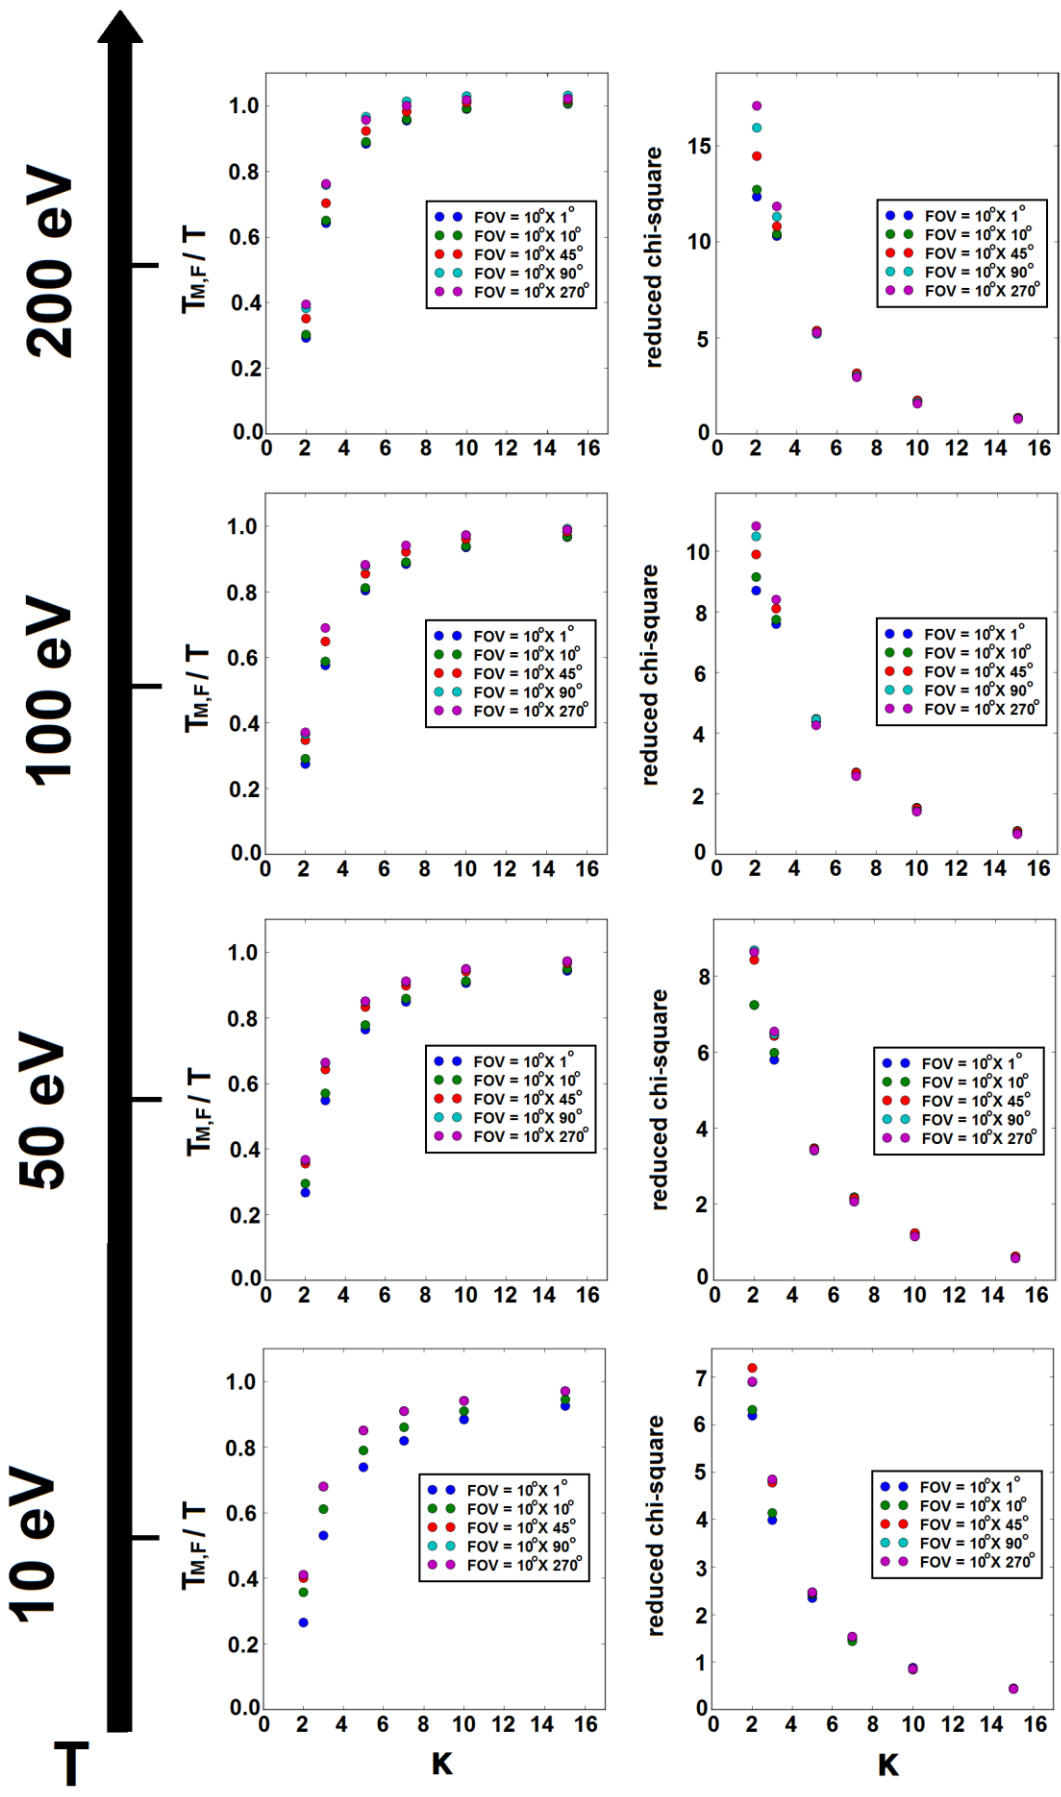 200 eV
T_M,F / T
1.0
0.8
0.6
0.4
0.2
0.0
0 2 4 6 8 10 12 14 16
FOV = 10°X 1°
FOV = 10°X 10°
FOV = 10°X 45°
FOV = 10°X 90°
FOV = 10°X 270°
reduced chi-square
15
10
5
0
0 2 4 6 8 10 12 14 16
FOV = 10°X 1°
FOV = 10°X 10°
FOV = 10°X 45°
FOV = 10°X 90°
FOV = 10°X 270°
100 eV
T_M,F / T
1.0
0.8
0.6
0.4
0.2
0.0
0 2 4 6 8 10 12 14 16
FOV = 10°X 1°
FOV = 10°X 10°
FOV = 10°X 45°
FOV = 10°X 90°
FOV = 10°X 270°
reduced chi-square
10
8
6
4
2
0
0 2 4 6 8 10 12 14 16
FOV = 10°X 1°
FOV = 10°X 10°
FOV = 10°X 45°
FOV = 10°X 90°
FOV = 10°X 270°
50 eV
T_M,F / T
1.0
0.8
0.6
0.4
0.2
0.0
0 2 4 6 8 10 12 14 16
FOV = 10°X 1°
FOV = 10°X 10°
FOV = 10°X 45°
FOV = 10°X 90°
FOV = 10°X 270°
reduced chi-square
8
6
4
2
0
0 2 4 6 8 10 12 14 16
FOV = 10°X 1°
FOV = 10°X 10°
FOV = 10°X 45°
FOV = 10°X 90°
FOV = 10°X 270°
10 eV
T_M,F / T
1.0
0.8
0.6
0.4
0.2
0.0
0 2 4 6 8 10 12 14 16
FOV = 10°X 1°
FOV = 10°X 10°
FOV = 10°X 45°
FOV = 10°X 90°
FOV = 10°X 270°
K
reduced chi-square
7
6
5
4
3
2
1
0
0 2 4 6 8 10 12 14 16
FOV = 10°X 1°
FOV = 10°X 10°
FOV = 10°X 45°
FOV = 10°X 90°
FOV = 10°X 270°
K
T